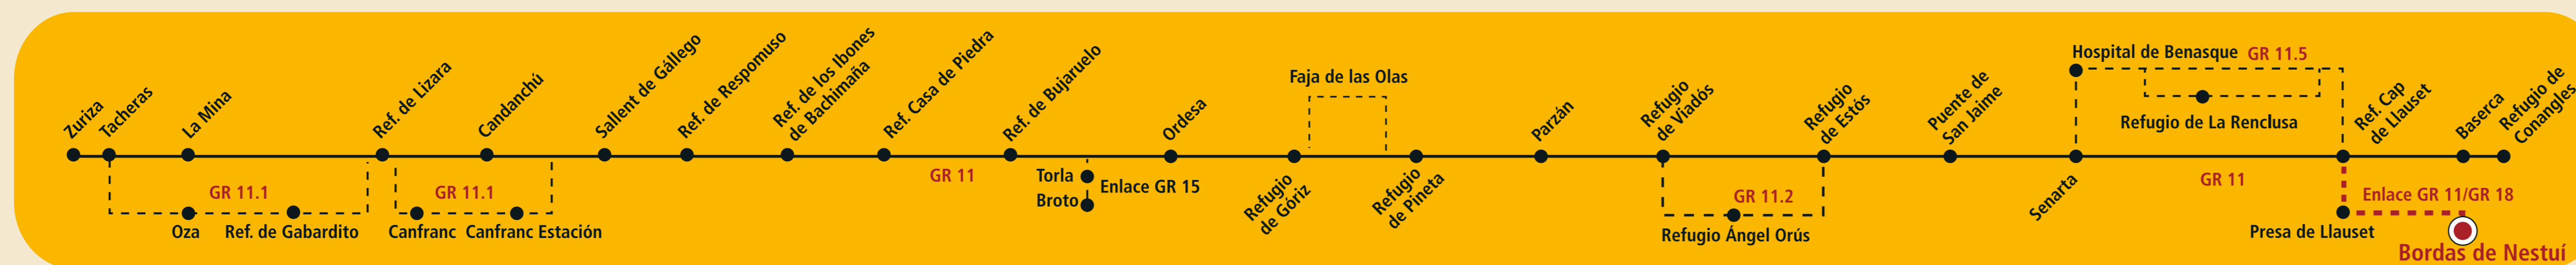 Zuriza
Tacheras
La Mina
Ref. de Lizara
Candanchú
Sallent de Gállego
Ref. de Respomuso
Ref. de los Ibones
de Bachimaña
Ref. Casa de Piedra
Ref. de Bujaruelo
Ordesa
Faja de las Olas
Parzán
Refugio
de Viadós
Refugio
de Estós
Puente de
San Jaime
Hospital de Benasque
GR 11.5
Refugio de La Renclusa
Ref. Cap
de Llauset
Baserca
Refugio de
Conangles
GR 11.1
Oza
Ref. de Gabardito
GR 11.1
Canfranc
Canfranc Estación
GR 11
Torla
Broto
Enlace GR 15
Refugio
de Góriz
Refugio
de Pineta
GR 11.2
Refugio Ángel Orús
Senarta
GR 11
Enlace GR 11/GR 18
Presa de Llauset
Bordas de Nestuí